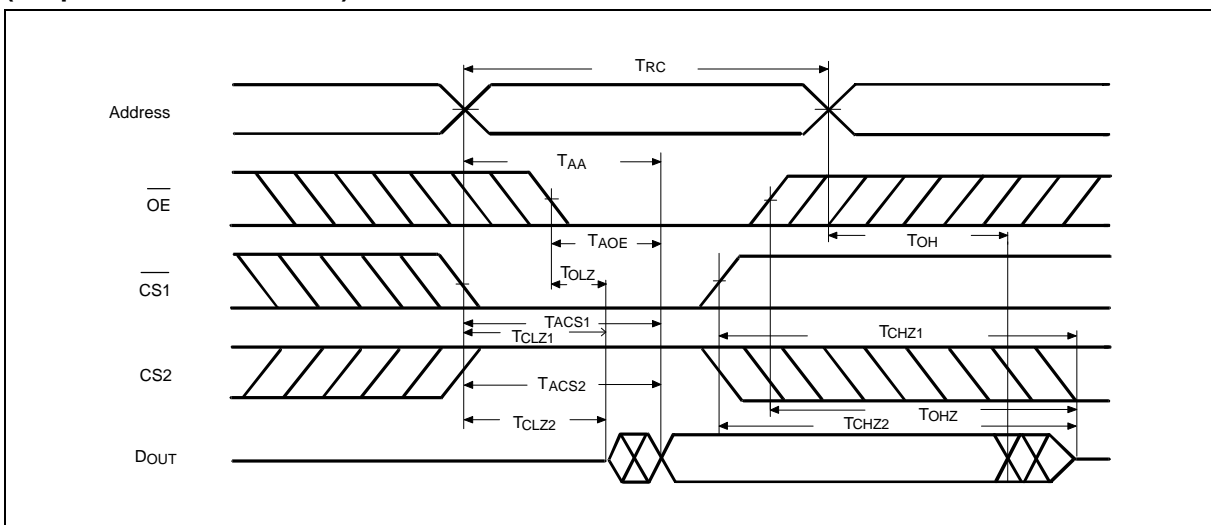 TRC
Address
TAA
OE
TAOE
TOH
TOLZ
CS1
TACS1
TCLZ1
TCHZ1
CS2
TACS2
TOHZ
TCLZ2
TCHZ2
DOUT